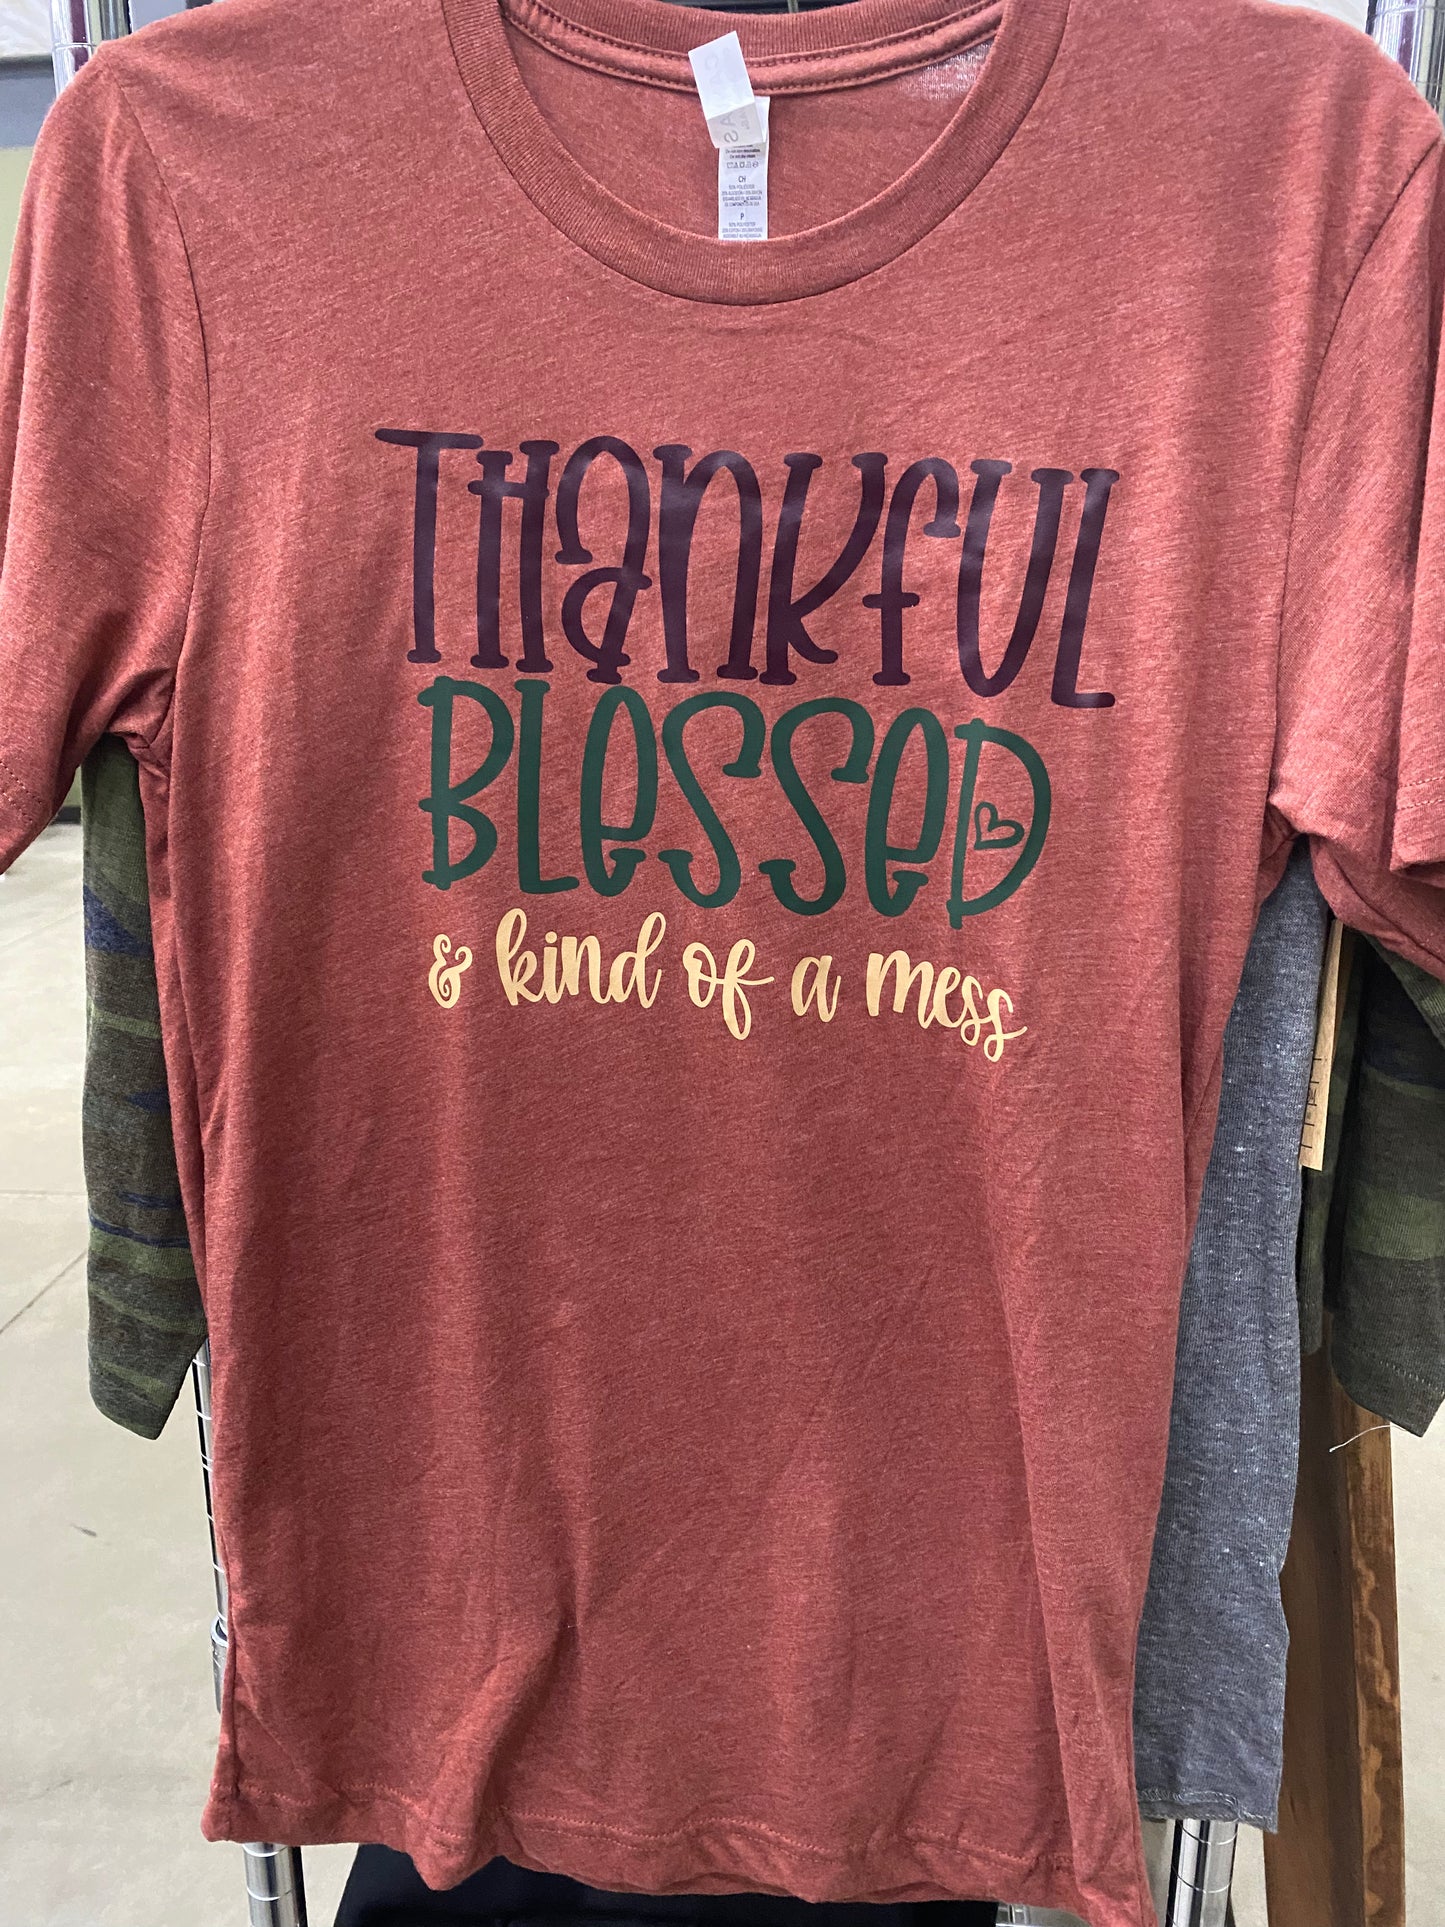 THANKFUL
BLESSED
& kind of a mess